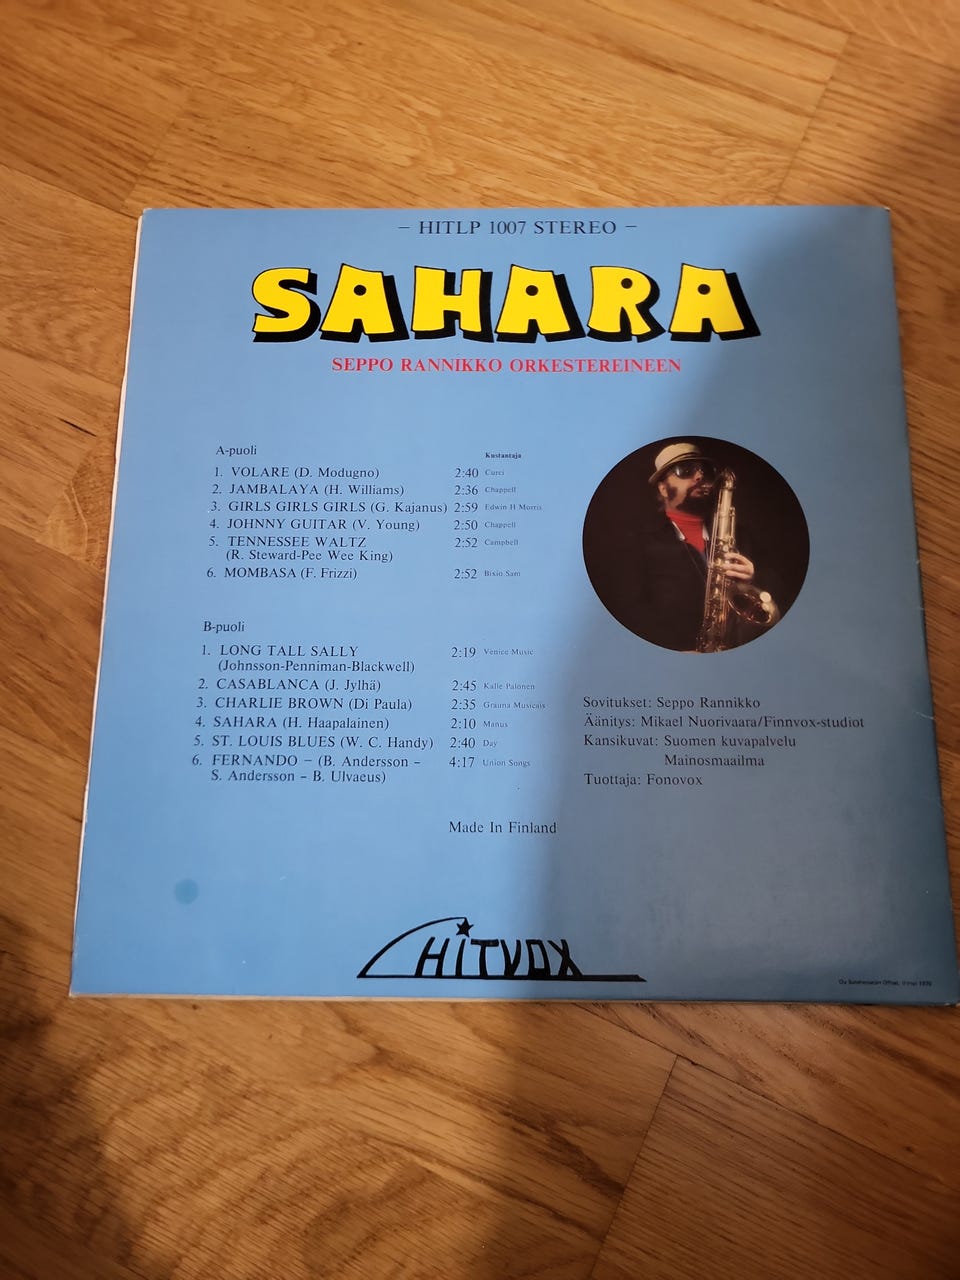 – HITLP 1007 STEREO –
SAHARA
SEPPO RANNIKKO ORKESTEREINEEN
A-puoli
Kustantaja
1. VOLARE (D. Modugno) 2:40 Curci
2. JAMBALAYA (H. Williams) 2:36 Chappell
3. GIRLS GIRLS GIRLS (G. Kajanus) 2:59 Edwin H Morris
4. JOHNNY GUITAR (V. Young) 2:50 Chappell
5. TENNESSEE WALTZ 2:52 Campbell
(R. Steward-Pee Wee King)
6. MOMBASA (F. Frizzi) 2:52 Bixio Sam
B-puoli
1. LONG TALL SALLY 2:19 Venice Music
(Johnsson-Penniman-Blackwell)
2. CASABLANCA (J. Jylhä) 2:45 Kalle Palonen
3. CHARLIE BROWN (Di Paula) 2:35 Grauna Musicais
4. SAHARA (H. Haapalainen) 2:10 Manus
5. ST. LOUIS BLUES (W. C. Handy) 2:40 Day
6. FERNANDO – (B. Andersson – 4:17 Union Songs
S. Andersson – B. Ulvaeus)
Sovitukset: Seppo Rannikko
Äänitys: Mikael Nuorivaara/Finnvox-studiot
Kansikuvat: Suomen kuvapalvelu
Mainosmaailma
Tuottaja: Fonovox
Made In Finland
HITVOX
Oy Offset,